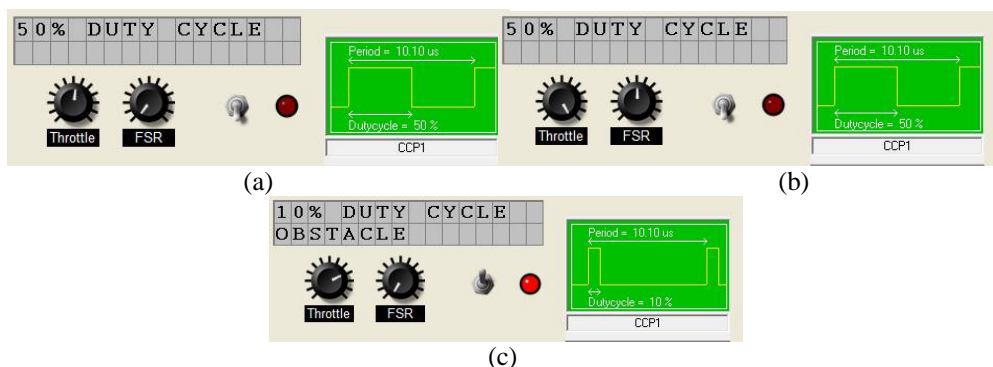 50% DUTY CYCLE
Period = 10.10 us
Dutycycle = 50 %
CCP1
Throttle
FSR
(a)
50% DUTY CYCLE
Period = 10.10 us
Dutycycle = 50 %
CCP1
Throttle
FSR
(b)
10% DUTY CYCLE
OBSTACLE
Period = 10.10 us
Dutycycle = 10 %
CCP1
Throttle
FSR
(c)